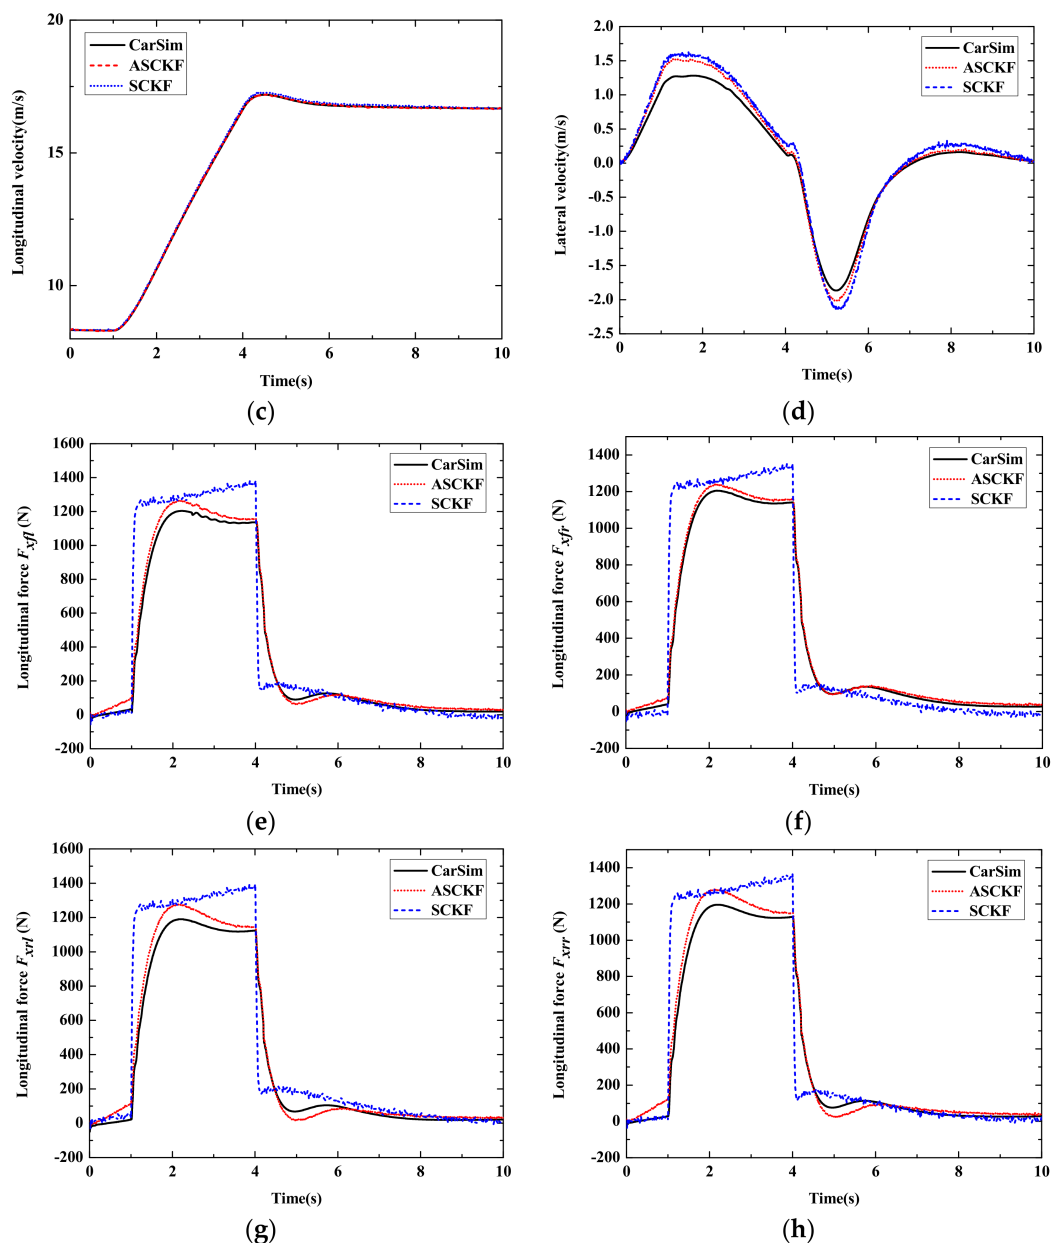 20
15
10
0
2
4
6
8
10
Longitudinal velocity(m/s)
Time(s)
CarSim
ASCKF
SCKF
(c)
2.0
1.5
1.0
0.5
0.0
-0.5
-1.0
-1.5
-2.0
-2.5
0
2
4
6
8
10
Lateral velocity(m/s)
Time(s)
CarSim
ASCKF
SCKF
(d)
1600
1400
1200
1000
800
600
400
200
0
-200
0
2
4
6
8
10
Longitudinal force Fxfl (N)
Time(s)
CarSim
ASCKF
SCKF
(e)
1400
1200
1000
800
600
400
200
0
-200
0
2
4
6
8
10
Longitudinal force Fxfr (N)
Time(s)
CarSim
ASCKF
SCKF
(f)
1600
1400
1200
1000
800
600
400
200
0
-200
0
2
4
6
8
10
Longitudinal force Fxrl (N)
Time(s)
CarSim
ASCKF
SCKF
(g)
1400
1200
1000
800
600
400
200
0
-200
0
2
4
6
8
10
Longitudinal force Fxrr (N)
Time(s)
CarSim
ASCKF
SCKF
(h)